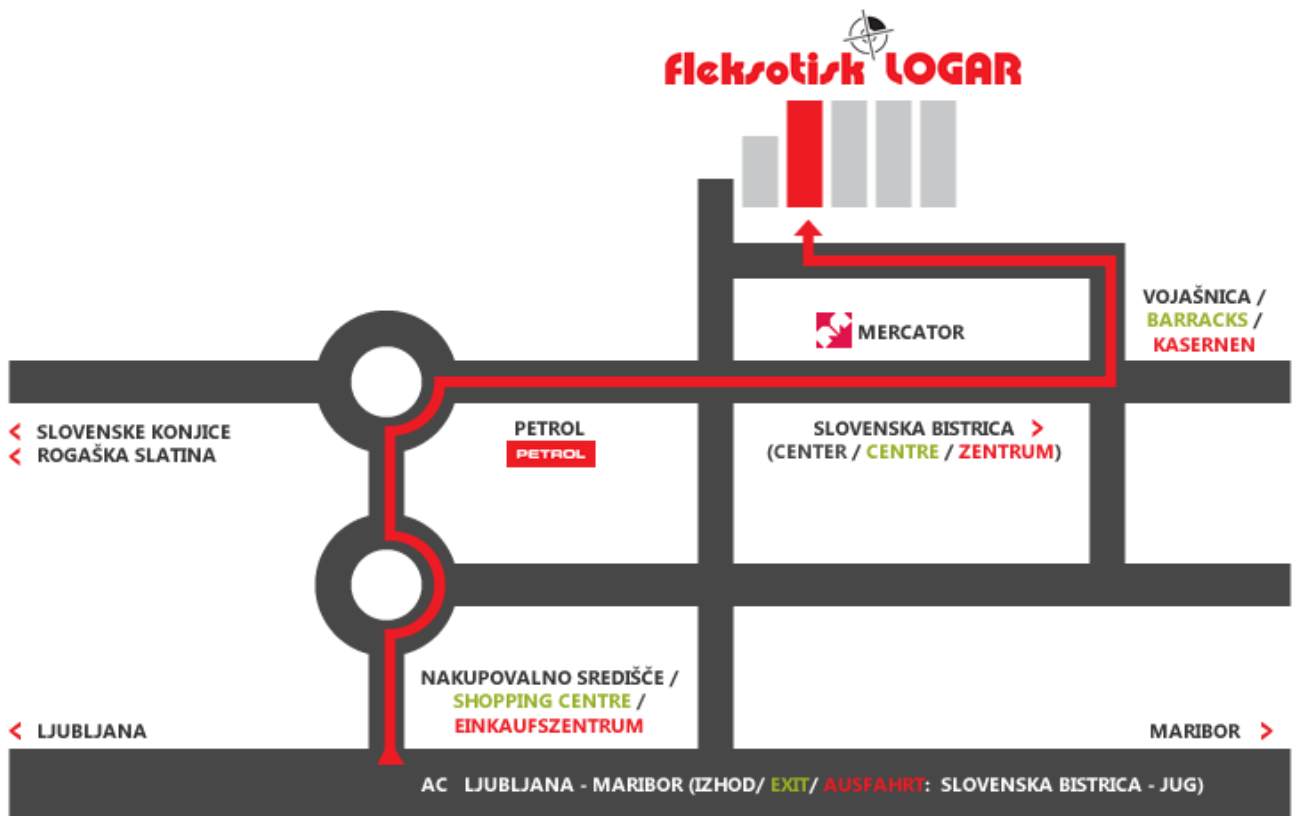 fleksotisk LOGAR
VOJAŠNICA /
BARRACKS /
KASERNEN
MERCATOR
< SLOVENSKE KONJICE
< ROGAŠKA SLATINA
PETROL
PETROL
SLOVENSKA BISTRICA >
(CENTER / CENTRE / ZENTRUM)
NAKUPOVALNO SREDIŠČE /
SHOPPING CENTRE /
EINKAUFSZENTRUM
< LJUBLJANA
MARIBOR >
AC LJUBLJANA - MARIBOR (IZHOD/ EXIT/ AUSFAHRT: SLOVENSKA BISTRICA - JUG)